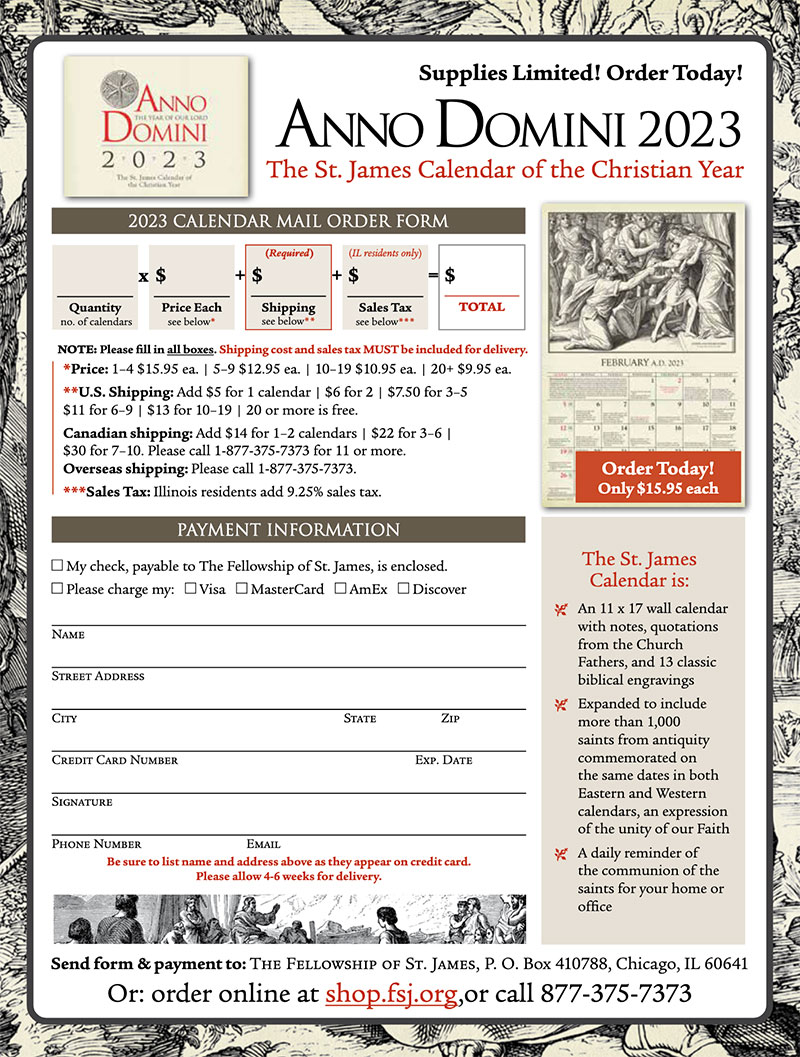 Supplies Limited! Order Today!
ANNO
THE YEAR OF OUR LORD
DOMINI
2·0·2·3
The St. James Calendar of
the Christian Year
ANNO DOMINI 2023
The St. James Calendar of the Christian Year
2023 CALENDAR MAIL ORDER FORM
(Required) (IL residents only)
x $ + $ + $ = $
Quantity Price Each Shipping Sales Tax TOTAL
no. of calendars see below* see below** see below***
NOTE: Please fill in all boxes. Shipping cost and sales tax MUST be included for delivery.
*Price: 1–4 $15.95 ea. | 5–9 $12.95 ea. | 10–19 $10.95 ea. | 20+ $9.95 ea.
**U.S. Shipping: Add $5 for 1 calendar | $6 for 2 | $7.50 for 3–5
$11 for 6–9 | $13 for 10–19 | 20 or more is free.
Canadian shipping: Add $14 for 1–2 calendars | $22 for 3–6 |
$30 for 7–10. Please call 1-877-375-7373 for 11 or more.
Overseas shipping: Please call 1-877-375-7373.
***Sales Tax: Illinois residents add 9.25% sales tax.
FEBRUARY A.D. 2023
Order Today!
Only $15.95 each
PAYMENT INFORMATION
My check, payable to The Fellowship of St. James, is enclosed.
Please charge my: Visa MasterCard AmEx Discover
NAME
STREET ADDRESS
CITY STATE ZIP
CREDIT CARD NUMBER EXP. DATE
SIGNATURE
PHONE NUMBER EMAIL
Be sure to list name and address above as they appear on credit card.
Please allow 4-6 weeks for delivery.
The St. James
Calendar is:
An 11 x 17 wall calendar
with notes, quotations
from the Church
Fathers, and 13 classic
biblical engravings
Expanded to include
more than 1,000
saints from antiquity
commemorated on
the same dates in both
Eastern and Western
calendars, an expression
of the unity of our Faith
A daily reminder of
the communion of the
saints for your home or
office
Send form & payment to: THE FELLOWSHIP OF ST. JAMES, P. O. Box 410788, Chicago, IL 60641
Or: order online at shop.fsj.org,or call 877-375-7373